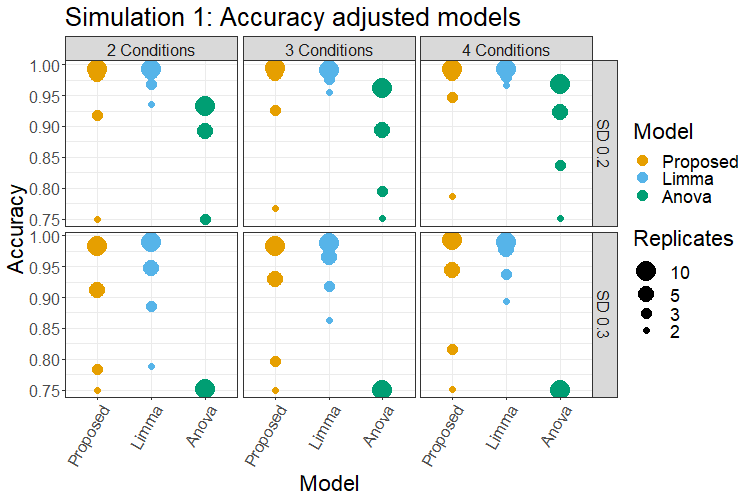 Simulation 1: Accuracy adjusted models
2 Conditions
3 Conditions
4 Conditions
Accuracy
1.00
0.95
0.90
0.85
0.80
0.75
SD 0.2
1.00
0.95
0.90
0.85
0.80
0.75
SD 0.3
Proposed
Limma
Anova
Proposed
Limma
Anova
Proposed
Limma
Anova
Model
Model
Proposed
Limma
Anova
Replicates
10
5
3
2